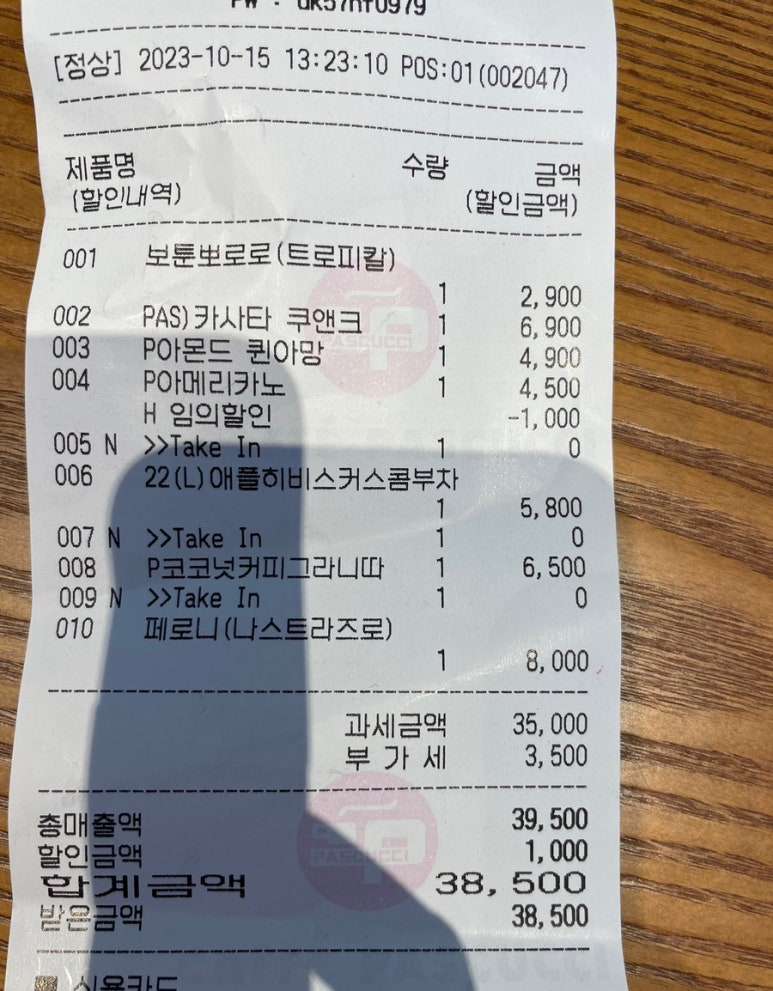 [정상] 2023-10-15 13:23:10 POS:01(002047)
제품명 수량 금액
(할인내역) (할인금액)
001 보툰뽀로로(트로피칼)
1 2,900
002 PAS)카사타 쿠앤크 1 6,900
003 P아몬드 퀸아망 1 4,900
004 P아메리카노 1 4,500
H 임의할인 -1,000
005 N >>Take In 1 0
006 22(L)애플히비스커스콤부차
1 5,800
007 N >>Take In 1 0
008 P코코넛커피그라니따 1 6,500
009 N >>Take In 1 0
010 페로니(나스트라즈로)
1 8,000
과세금액 35,000
부 가 세 3,500
총매출액 39,500
할인금액 1,000
합계금액 38,500
받은금액 38,500
신용카드
PASCUCCI
PASCUCCI